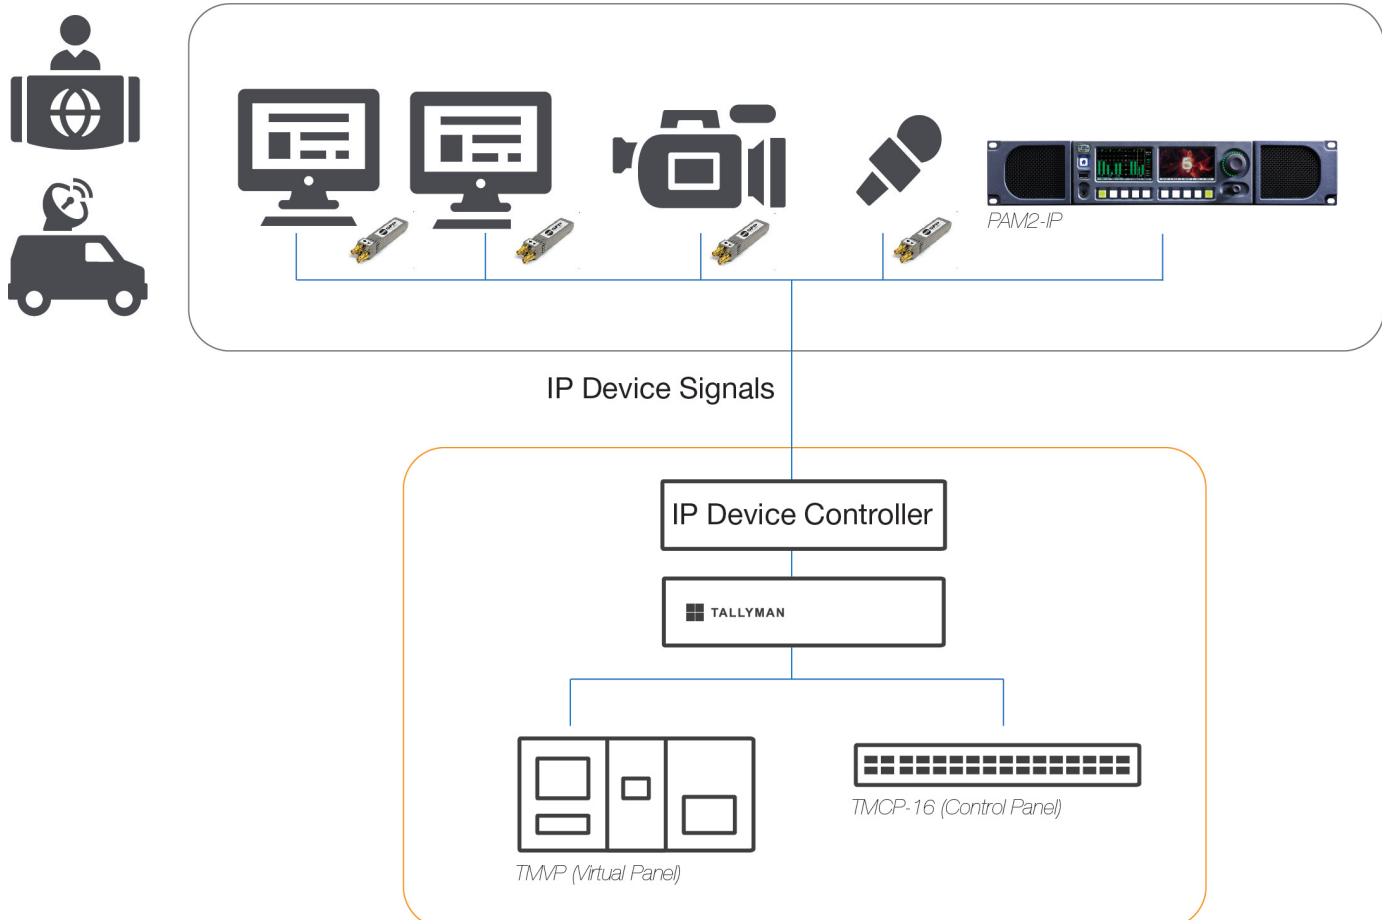 PAM2-IP
IP Device Signals
IP Device Controller
TALLYMAN
TMVP (Virtual Panel)
TMCP-16 (Control Panel)